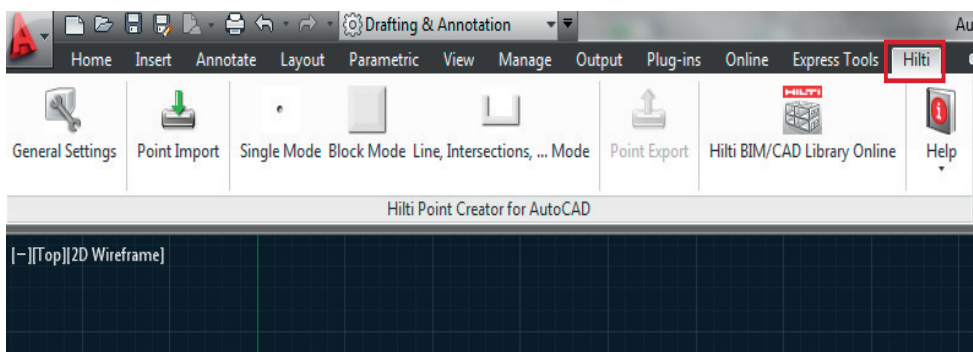 Drafting & Annotation Au
Home Insert Annotate Layout Parametric View Manage Output Plug-ins Online Express Tools Hilti
HILTI
General Settings Point Import Single Mode Block Mode Line, Intersections, ... Mode Point Export Hilti BIM/CAD Library Online Help
Hilti Point Creator for AutoCAD
[−][Top][2D Wireframe]